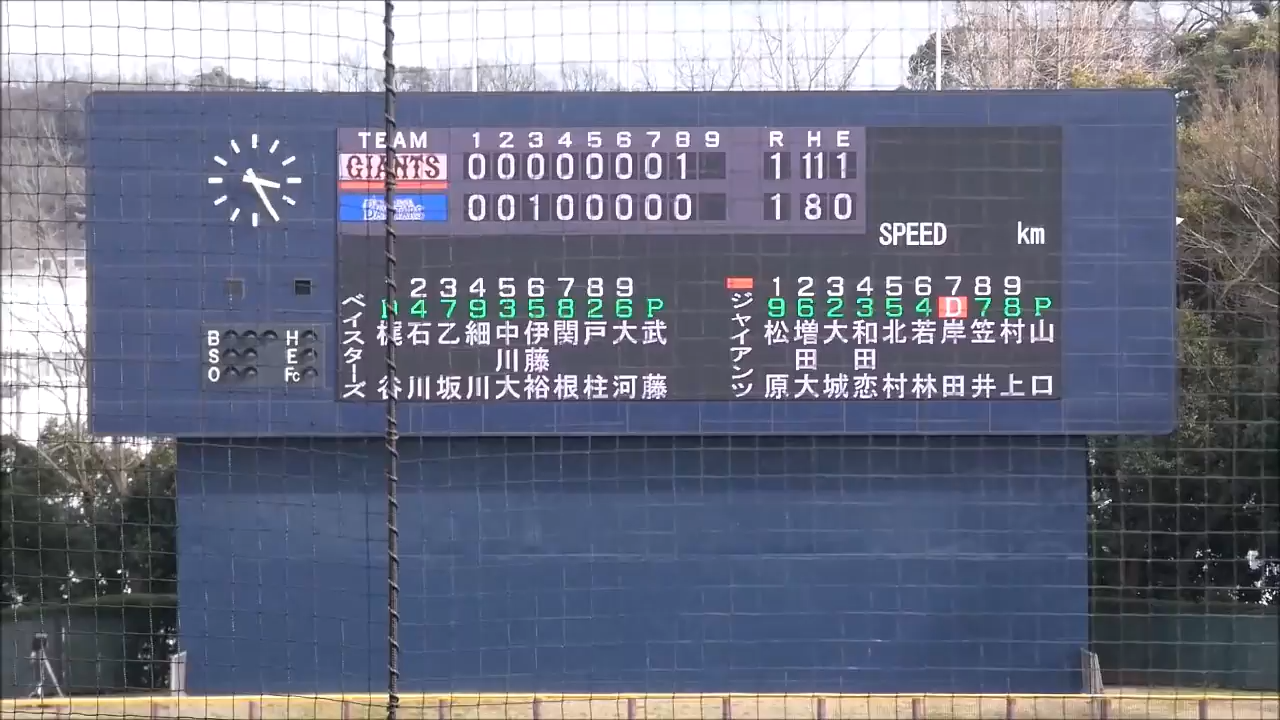 TEAM 1 2 3 4 5 6 7 8 9 R H E
GIANTS 0 0 0 0 0 0 0 1 1 11 1
0 0 1 0 0 0 0 0 1 8 0
SPEED km
ベイスターズ
2 3 4 5 6 7 8 9
4 7 9 3 5 8 2 6 P
梶谷
石川
乙坂
細川
中川大
伊藤裕
関根
戸柱
大河
武藤
ジャイアンツ
1 2 3 4 5 6 7 8 9
9 6 2 3 5 4 D 7 8 P
松原
増田大
大城
和田恋
北村
若林
岸田
笠井
村上
山口
B H
S E
O Fc